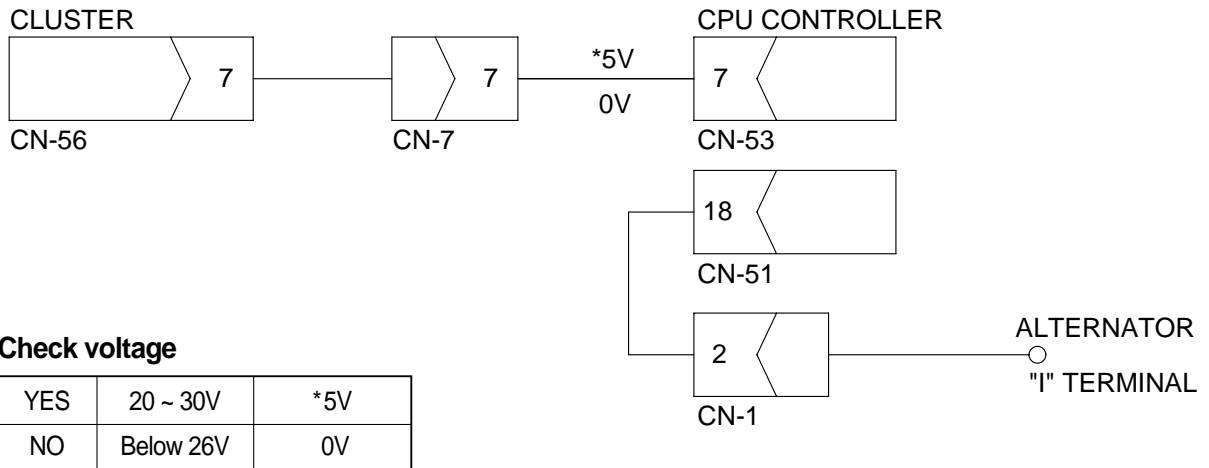 CLUSTER
CPU CONTROLLER
7
7
*5V
0V
7
CN-56
CN-7
CN-53
18
CN-51
2
CN-1
ALTERNATOR
"I" TERMINAL
Check voltage
YES 20 ~ 30V *5V
NO Below 26V 0V